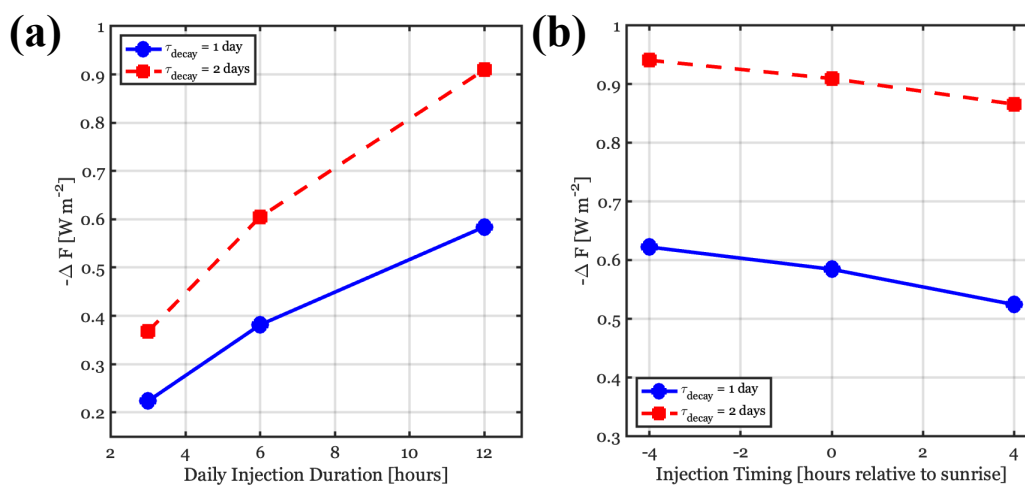 (a)
τdecay = 1 day
τdecay = 2 days
-Δ F [W m-2]
1
0.9
0.8
0.7
0.6
0.5
0.4
0.3
0.2
2 4 6 8 10 12
Daily Injection Duration [hours]
(b)
-Δ F [W m-2]
1
0.9
0.8
0.7
0.6
0.5
0.4
0.3
τdecay = 1 day
τdecay = 2 days
-4 -2 0 2 4
Injection Timing [hours relative to sunrise]